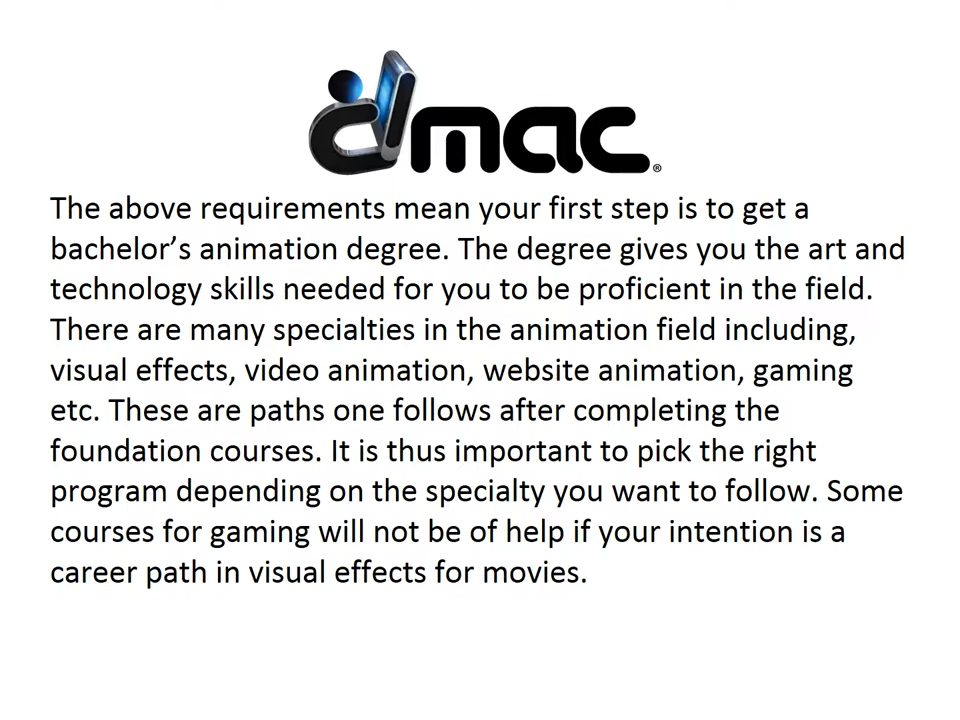 dmac®
The above requirements mean your first step is to get a
bachelor’s animation degree. The degree gives you the art and
technology skills needed for you to be proficient in the field.
There are many specialties in the animation field including,
visual effects, video animation, website animation, gaming
etc. These are paths one follows after completing the
foundation courses. It is thus important to pick the right
program depending on the specialty you want to follow. Some
courses for gaming will not be of help if your intention is a
career path in visual effects for movies.